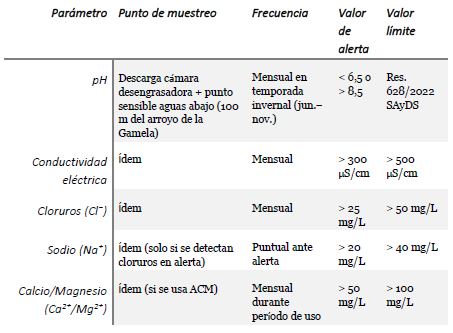 Parámetro Punto de muestreo Frecuencia Valor de alerta Valor límite
pH Descarga cámara desengrasadora + punto sensible aguas abajo (100 m del arroyo de la Gamela) Mensual en temporada invernal (jun.–nov.) < 6,5 o > 8,5 Res. 628/2022 SAyDS
Conductividad eléctrica ídem Mensual > 300 µS/cm > 500 µS/cm
Cloruros (Cl⁻) ídem Mensual > 25 mg/L > 50 mg/L
Sodio (Na⁺) ídem (solo si se detectan cloruros en alerta) Puntual ante alerta > 20 mg/L > 40 mg/L
Calcio/Magnesio (Ca²⁺/Mg²⁺) ídem (si se usa ACM) Mensual durante período de uso > 50 mg/L > 100 mg/L